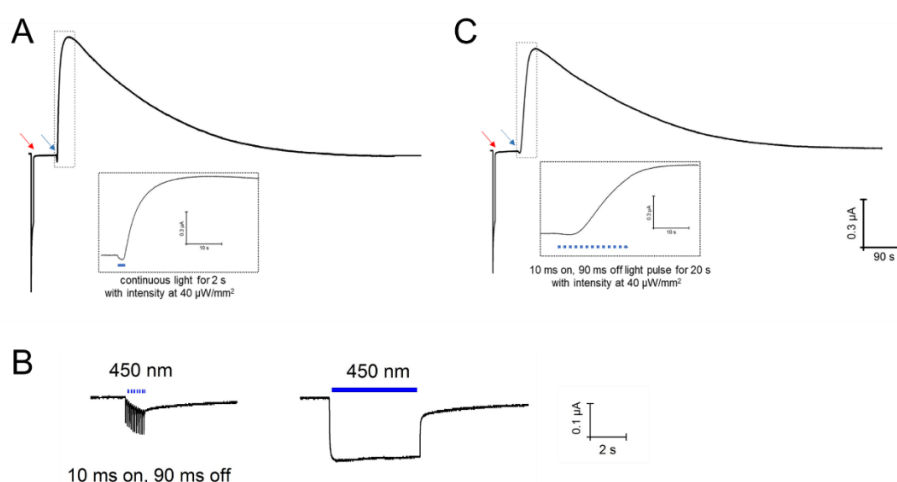 A
C
0.3 µA
10 s
continuous light for 2 s
with intensity at 40 µW/mm²
0.3 µA
10 s
10 ms on, 90 ms off light pulse for 20 s
with intensity at 40 µW/mm²
0.3 µA
90 s
B
450 nm
450 nm
10 ms on, 90 ms off
0.1 µA
2 s